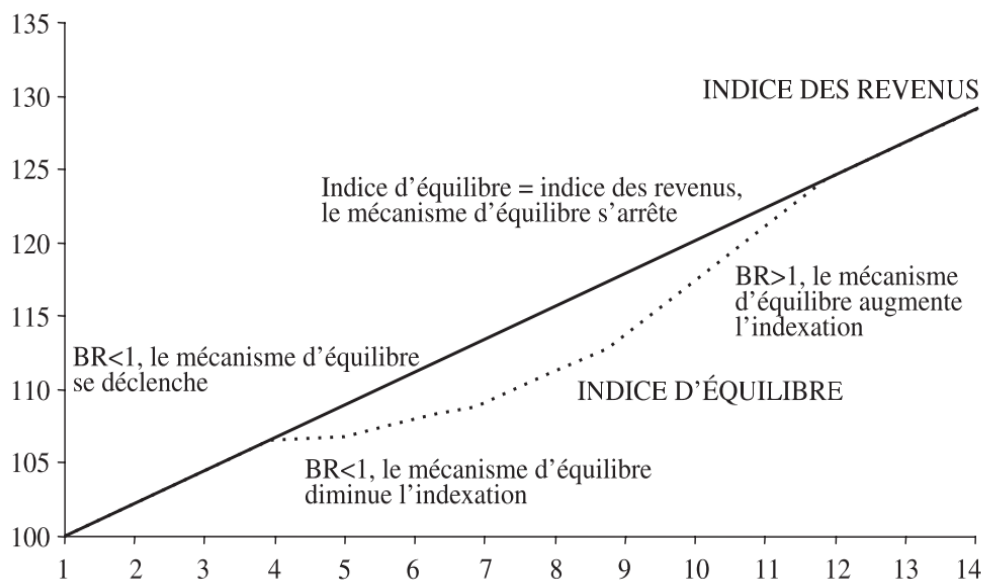 135
130
INDICE DES REVENUS
125
Indice d’équilibre = indice des revenus,
le mécanisme d’équilibre s’arrête
120
BR>1, le mécanisme
d’équilibre augmente
l’indexation
115
BR<1, le mécanisme d’équilibre
se déclenche
110
INDICE D’ÉQUILIBRE
105
BR<1, le mécanisme d’équilibre
diminue l’indexation
100
1 2 3 4 5 6 7 8 9 10 11 12 13 14